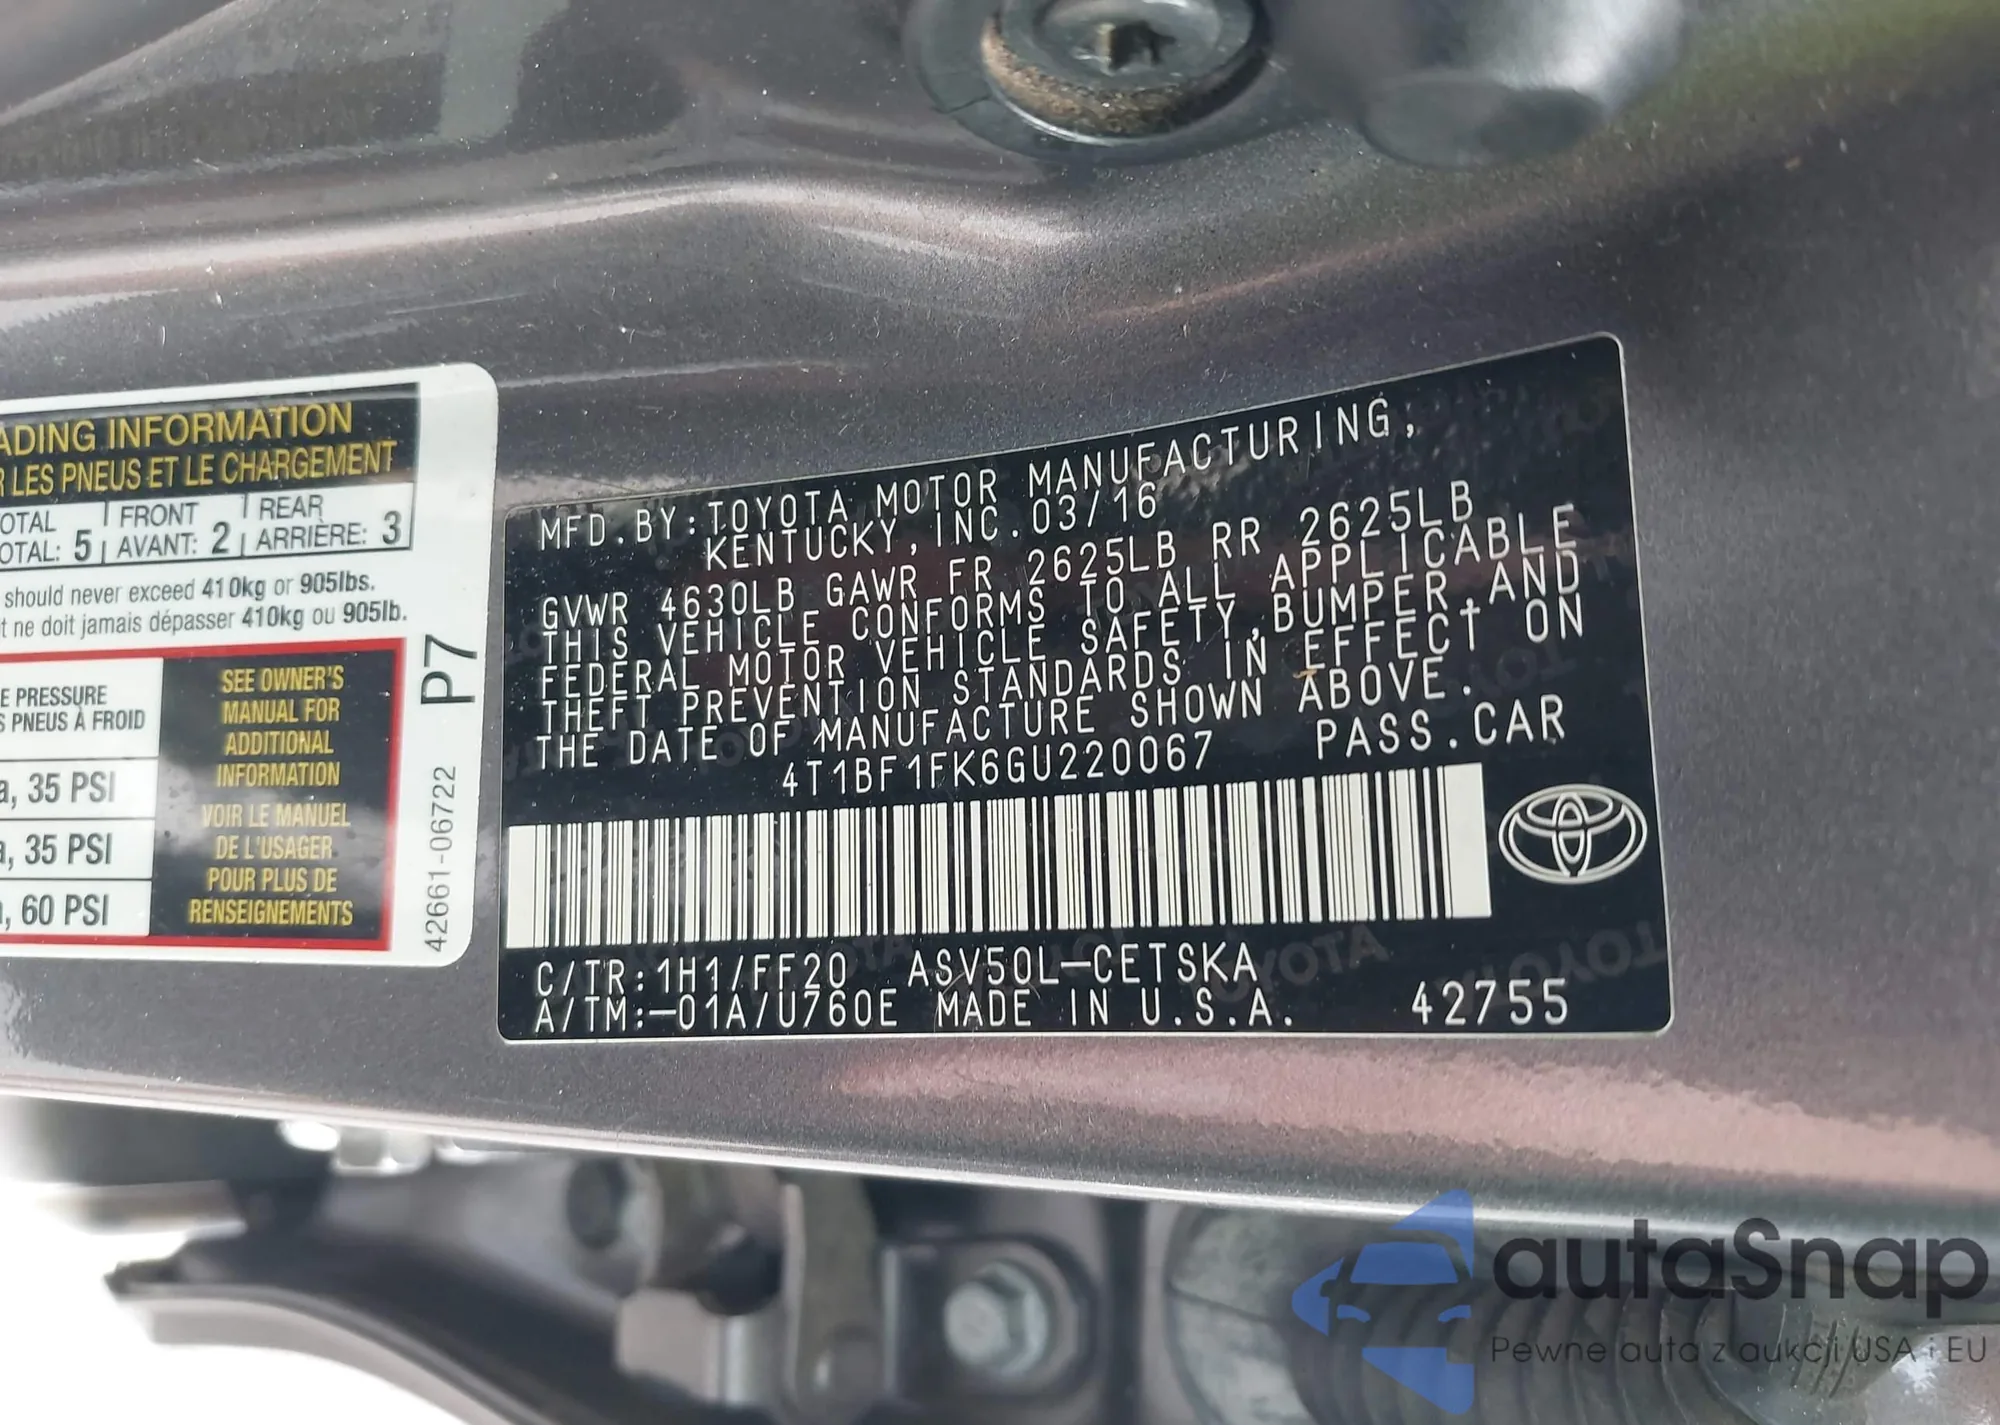 ADING INFORMATION
R LES PNEUS ET LE CHARGEMENT
OTAL
OTAL: 5
FRONT
AVANT: 2
REAR
ARRIÈRE: 3
should never exceed 410kg or 905lbs.
t ne doit jamais dépasser 410kg ou 905lb.
E PRESSURE
S PNEUS À FROID
a, 35 PSI
a, 35 PSI
, 60 PSI
SEE OWNER'S
MANUAL FOR
ADDITIONAL
INFORMATION
VOIR LE MANUEL
DE L'USAGER
POUR PLUS DE
RENSEIGNEMENTS
P7
42661-06722
MFD.BY:TOYOTA MOTOR MANUFACTURING,
KENTUCKY,INC.03/16
GVWR 4630LB GAWR FR 2625LB RR 2625LB
THIS VEHICLE CONFORMS TO ALL APPLICABLE
FEDERAL MOTOR VEHICLE SAFETY,BUMPER,AND
THEFT PREVENTION STANDARDS IN EFFECT ON
THE DATE OF MANUFACTURE SHOWN ABOVE.
4T1BF1FK6GU220067 PASS.CAR
C/TR:1H1/FF20 ASV50L-CETSKA
A/TM:-01A/U760E MADE IN U.S.A. 42755
autaSnap
Pewne auta z aukcji USA i EU